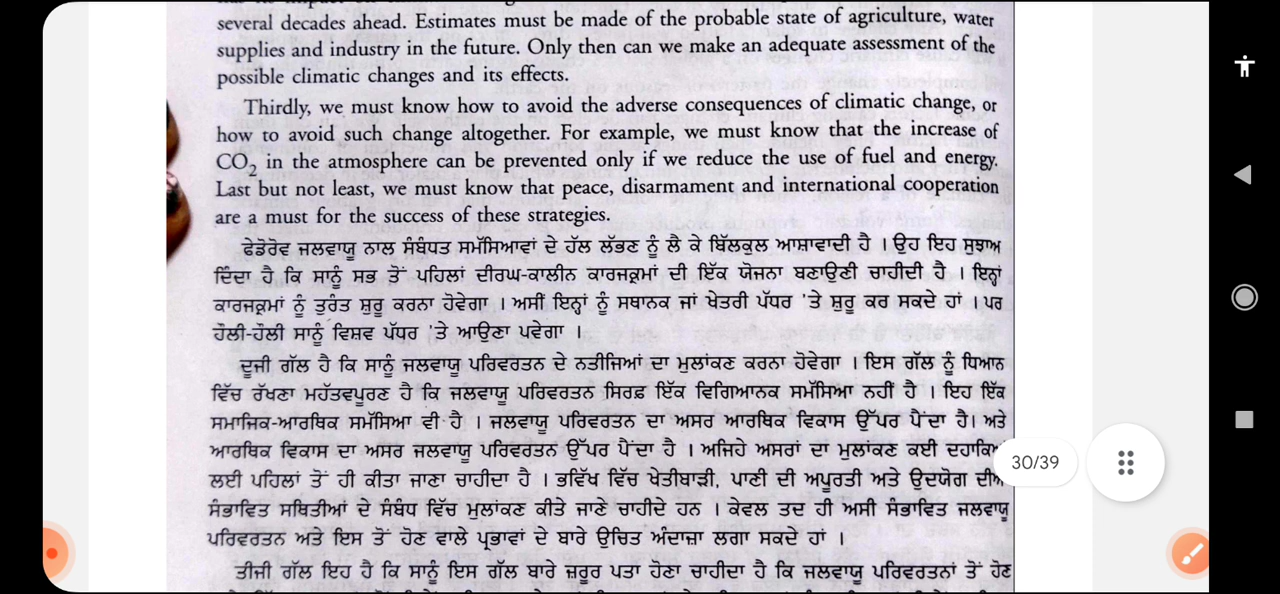 several decades ahead. Estimates must be made of the probable state of agriculture, water
supplies and industry in the future. Only then can we make an adequate assessment of the
possible climatic changes and its effects.
Thirdly, we must know how to avoid the adverse consequences of climatic change, or
how to avoid such change altogether. For example, we must know that the increase of
CO₂ in the atmosphere can be prevented only if we reduce the use of fuel and energy.
Last but not least, we must know that peace, disarmament and international cooperation
are a must for the success of these strategies.
ਫੇਡੋਰੋਵ ਜਲਵਾਯੂ ਨਾਲ ਸੰਬੰਧਤ ਸਮੱਸਿਆਵਾਂ ਦੇ ਹੱਲ ਲੱਭਣ ਨੂੰ ਲੈ ਕੇ ਬਿੱਲਕੁਲ ਆਸ਼ਾਵਾਦੀ ਹੈ । ਉਹ ਇਹ ਸੁਝਾਅ
ਦਿੰਦਾ ਹੈ ਕਿ ਸਾਨੂੰ ਸਭ ਤੋਂ ਪਹਿਲਾਂ ਦੀਰਘ-ਕਾਲੀਨ ਕਾਰਜਕ੍ਰਮਾਂ ਦੀ ਇੱਕ ਯੋਜਨਾ ਬਣਾਉਣੀ ਚਾਹੀਦੀ ਹੈ । ਇਨ੍ਹਾਂ
ਕਾਰਜਕ੍ਰਮਾਂ ਨੂੰ ਤੁਰੰਤ ਸ਼ੁਰੂ ਕਰਨਾ ਹੋਵੇਗਾ । ਅਸੀਂ ਇਨ੍ਹਾਂ ਨੂੰ ਸਥਾਨਕ ਜਾਂ ਖੇਤਰੀ ਪੱਧਰ 'ਤੇ ਸ਼ੁਰੂ ਕਰ ਸਕਦੇ ਹਾਂ । ਪਰ
ਹੌਲੀ-ਹੌਲੀ ਸਾਨੂੰ ਵਿਸ਼ਵ ਪੱਧਰ 'ਤੇ ਆਉਣਾ ਪਵੇਗਾ ।
ਦੂਜੀ ਗੱਲ ਹੈ ਕਿ ਸਾਨੂੰ ਜਲਵਾਯੂ ਪਰਿਵਰਤਨ ਦੇ ਨਤੀਜਿਆਂ ਦਾ ਮੁਲਾਂਕਣ ਕਰਨਾ ਹੋਵੇਗਾ । ਇਸ ਗੱਲ ਨੂੰ ਧਿਆਨ
ਵਿੱਚ ਰੱਖਣਾ ਮਹੱਤਵਪੂਰਣ ਹੈ ਕਿ ਜਲਵਾਯੂ ਪਰਿਵਰਤਨ ਸਿਰਫ਼ ਇੱਕ ਵਿਗਿਆਨਕ ਸਮੱਸਿਆ ਨਹੀਂ ਹੈ । ਇਹ ਇੱਕ
ਸਮਾਜਿਕ-ਆਰਥਿਕ ਸਮੱਸਿਆ ਵੀ ਹੈ । ਜਲਵਾਯੂ ਪਰਿਵਰਤਨ ਦਾ ਅਸਰ ਆਰਥਿਕ ਵਿਕਾਸ ਉੱਪਰ ਪੈਂਦਾ ਹੈ। ਅਤੇ
ਆਰਥਿਕ ਵਿਕਾਸ ਦਾ ਅਸਰ ਜਲਵਾਯੂ ਪਰਿਵਰਤਨ ਉੱਪਰ ਪੈਂਦਾ ਹੈ । ਅਜਿਹੇ ਅਸਰਾਂ ਦਾ ਮੁਲਾਂਕਣ ਕਈ ਦਹਾਕਿਆਂ
ਲਈ ਪਹਿਲਾਂ ਤੋਂ ਹੀ ਕੀਤਾ ਜਾਣਾ ਚਾਹੀਦਾ ਹੈ । ਭਵਿੱਖ ਵਿੱਚ ਖੇਤੀਬਾੜੀ, ਪਾਣੀ ਦੀ ਅਪੂਰਤੀ ਅਤੇ ਉਦਯੋਗ ਦੀਆਂ
ਸੰਭਾਵਿਤ ਸਥਿਤੀਆਂ ਦੇ ਸੰਬੰਧ ਵਿੱਚ ਮੁਲਾਂਕਣ ਕੀਤੇ ਜਾਣੇ ਚਾਹੀਦੇ ਹਨ । ਕੇਵਲ ਤਦ ਹੀ ਅਸੀ ਸੰਭਾਵਿਤ ਜਲਵਾਯੂ
ਪਰਿਵਰਤਨ ਅਤੇ ਇਸ ਤੋਂ ਹੋਣ ਵਾਲੇ ਪ੍ਰਭਾਵਾਂ ਦੇ ਬਾਰੇ ਉਚਿਤ ਅੰਦਾਜ਼ਾ ਲਗਾ ਸਕਦੇ ਹਾਂ ।
ਤੀਜੀ ਗੱਲ ਇਹ ਹੈ ਕਿ ਸਾਨੂੰ ਇਸ ਗੱਲ ਬਾਰੇ ਜ਼ਰੂਰ ਪਤਾ ਹੋਣਾ ਚਾਹੀਦਾ ਹੈ ਕਿ ਜਲਵਾਯੂ ਪਰਿਵਰਤਨਾਂ ਤੋਂ ਹੋਣ
30/39